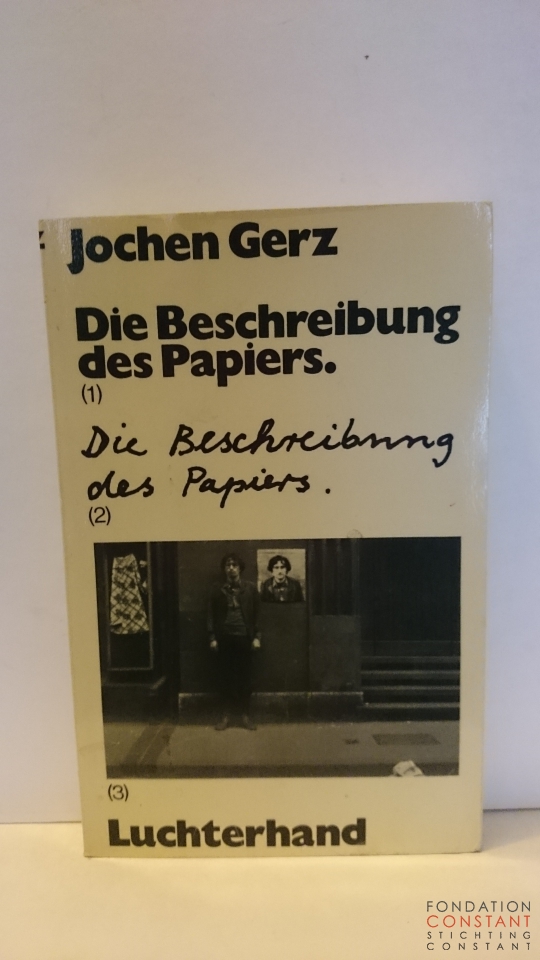 Jochen Gerz
Die Beschreibung
des Papiers.
(1)
Die Beschreibung
des Papiers.
(2)
(3)
Luchterhand
FONDATION
CONSTANT
STICHTING
CONSTANT